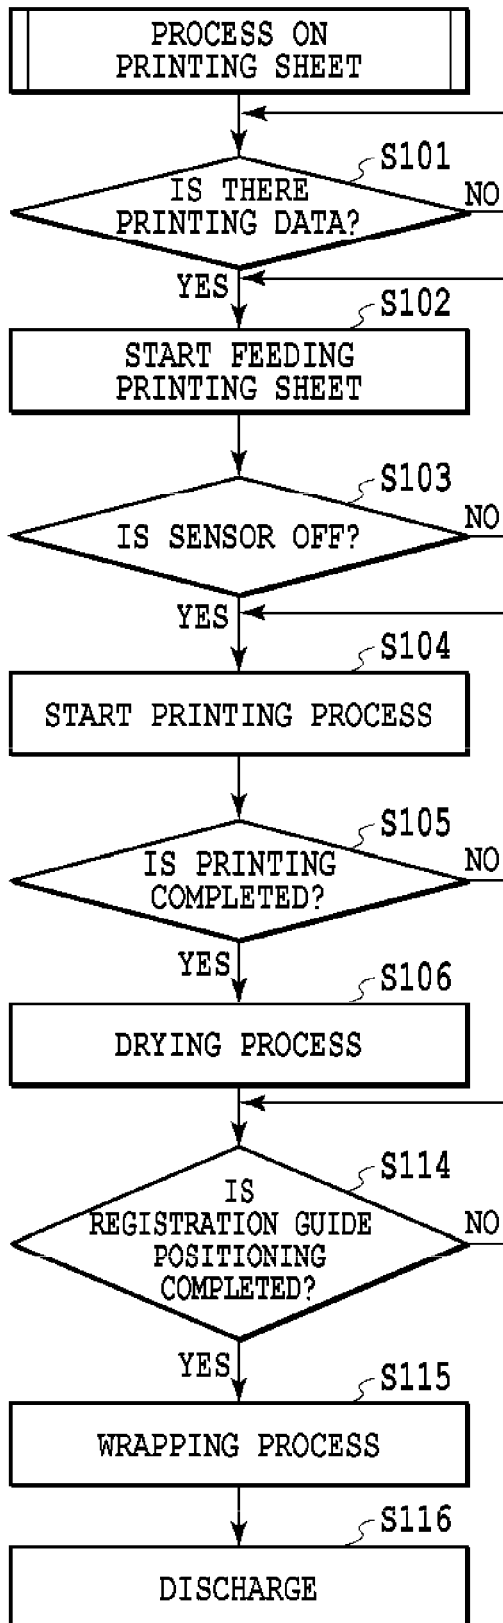 PROCESS ON
PRINTING SHEET
S101
IS THERE
PRINTING DATA?
NO
YES
S102
START FEEDING
PRINTING SHEET
S103
IS SENSOR OFF?
NO
YES
S104
START PRINTING PROCESS
S105
IS PRINTING
COMPLETED?
NO
YES
S106
DRYING PROCESS
S114
IS
REGISTRATION GUIDE
POSITIONING
COMPLETED?
NO
YES
S115
WRAPPING PROCESS
S116
DISCHARGE